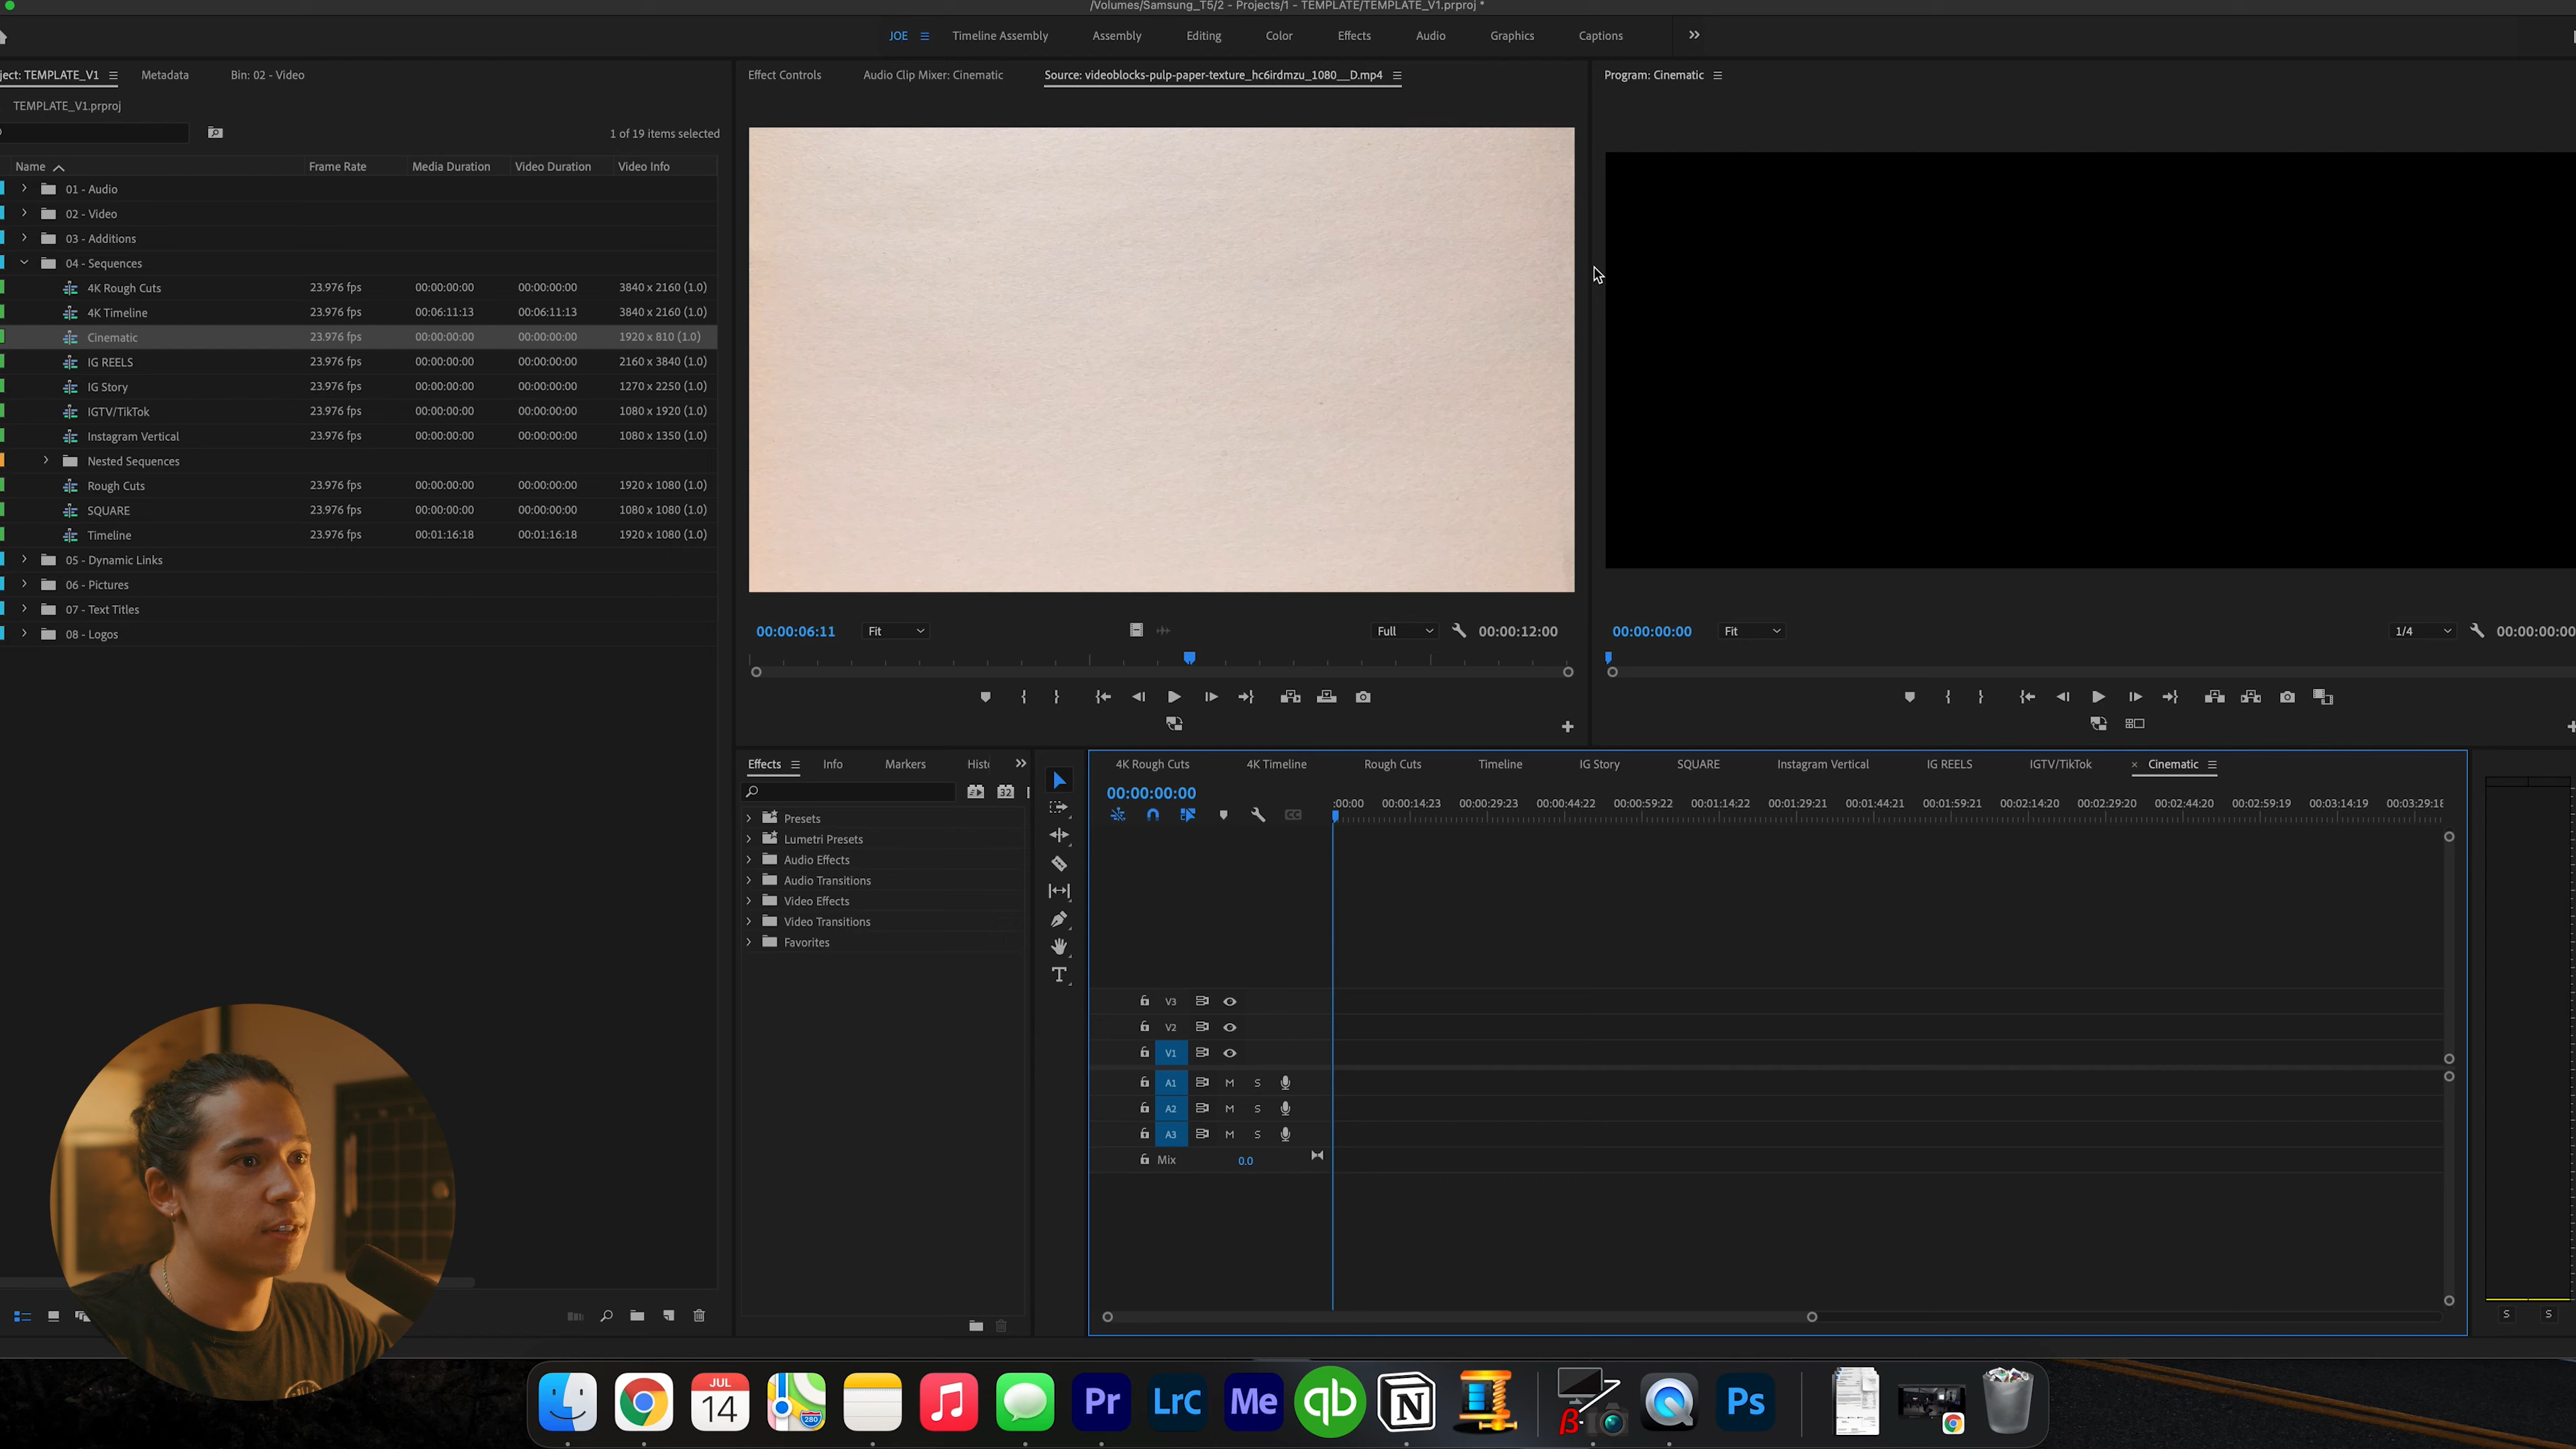 /Volumes/Samsung_T5/2 - Projects/1 - TEMPLATE/TEMPLATE_V1.prproj *
JOE Timeline Assembly Assembly Editing Color Effects Audio Graphics Captions
ject: TEMPLATE_V1 Metadata Bin: 02 - Video
Effect Controls Audio Clip Mixer: Cinematic Source: videoblocks-pulp-paper-texture_hc6irdmzu_1080__D.mp4
Program: Cinematic
TEMPLATE_V1.prproj
1 of 19 items selected
Name Frame Rate Media Duration Video Duration Video Info
01 - Audio
02 - Video
03 - Additions
04 - Sequences
4K Rough Cuts 23.976 fps 00:00:00:00 00:00:00:00 3840 x 2160 (1.0)
4K Timeline 23.976 fps 00:06:11:13 00:06:11:13 3840 x 2160 (1.0)
Cinematic 23.976 fps 00:00:00:00 00:00:00:00 1920 x 810 (1.0)
IG REELS 23.976 fps 00:00:00:00 00:00:00:00 2160 x 3840 (1.0)
IG Story 23.976 fps 00:00:00:00 00:00:00:00 1270 x 2250 (1.0)
IGTV/TikTok 23.976 fps 00:00:00:00 00:00:00:00 1080 x 1920 (1.0)
Instagram Vertical 23.976 fps 00:00:00:00 00:00:00:00 1080 x 1350 (1.0)
Nested Sequences
Rough Cuts 23.976 fps 00:00:00:00 00:00:00:00 1920 x 1080 (1.0)
SQUARE 23.976 fps 00:00:00:00 00:00:00:00 1080 x 1080 (1.0)
Timeline 23.976 fps 00:01:16:18 00:01:16:18 1920 x 1080 (1.0)
05 - Dynamic Links
06 - Pictures
07 - Text Titles
08 - Logos
00:00:06:11 Fit Full 00:00:12:00
00:00:00:00 Fit 1/4 00:00:00:00
Effects Info Markers Histo
32
Presets
Lumetri Presets
Audio Effects
Audio Transitions
Video Effects
Video Transitions
Favorites
4K Rough Cuts 4K Timeline Rough Cuts Timeline IG Story SQUARE Instagram Vertical IG REELS IGTV/TikTok × Cinematic
00:00:00:00
:00:00 00:00:14:23 00:00:29:23 00:00:44:22 00:00:59:22 00:01:14:22 00:01:29:21 00:01:44:21 00:01:59:21 00:02:14:20 00:02:29:20 00:02:44:20 00:02:59:19 00:03:14:19 00:03:29:18
CC
V3
V2
V1
A1 M S
A2 M S
A3 M S
Mix 0.0
S S
JUL
14
280
Pr
LrC
Me
qb
N
β
Ps